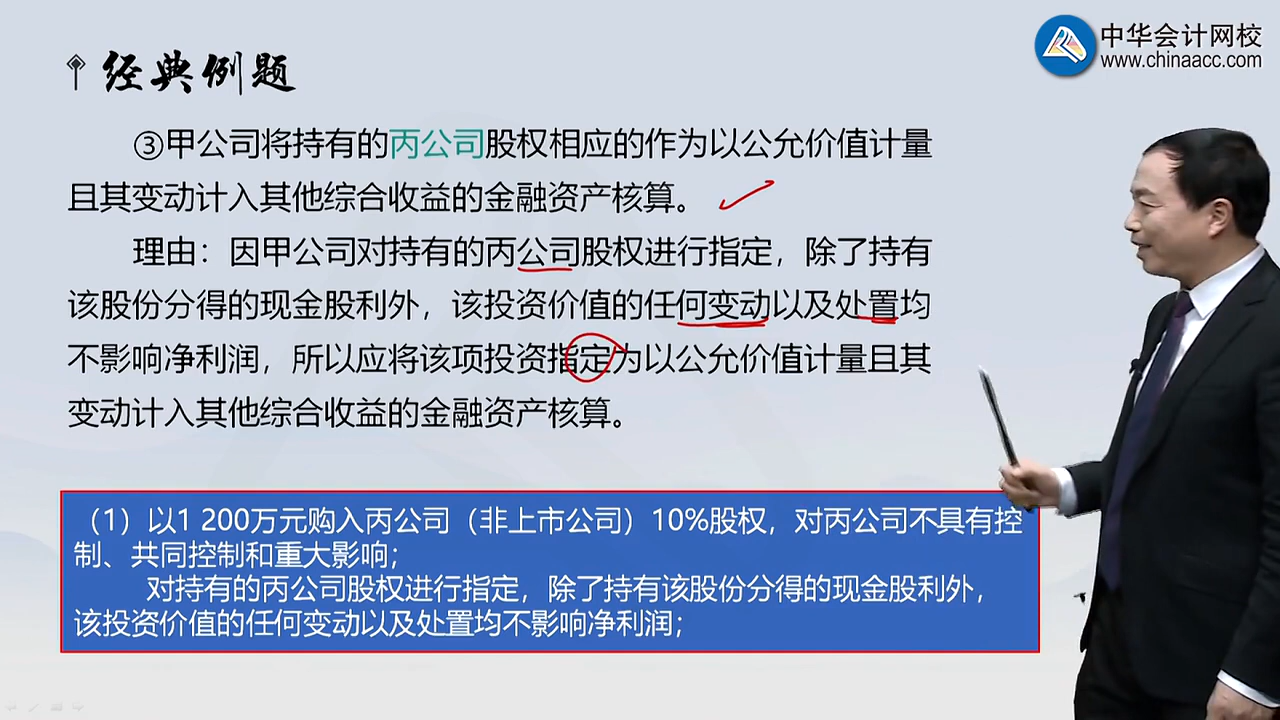 中华会计网校
www.chinaacc.com
经典例题
③甲公司将持有的丙公司股权相应的作为以公允价值计量
且其变动计入其他综合收益的金融资产核算。
理由：因甲公司对持有的丙公司股权进行指定，除了持有
该股份分得的现金股利外，该投资价值的任何变动以及处置均
不影响净利润，所以应将该项投资指定为以公允价值计量且其
变动计入其他综合收益的金融资产核算。
（1）以1 200万元购入丙公司（非上市公司）10%股权，对丙公司不具有控
制、共同控制和重大影响；
对持有的丙公司股权进行指定，除了持有该股份分得的现金股利外，
该投资价值的任何变动以及处置均不影响净利润；